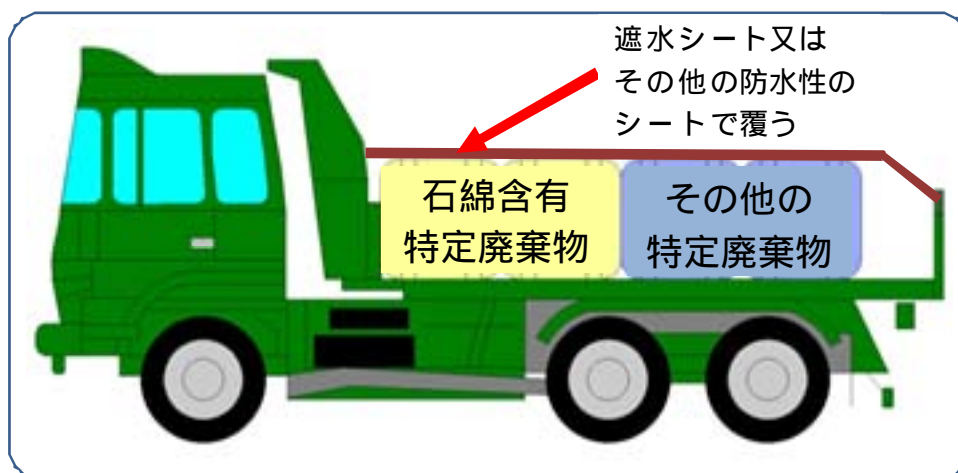 遮水シート又は
その他の防水性の
シートで覆う
石綿含有
特定廃棄物
その他の
特定廃棄物